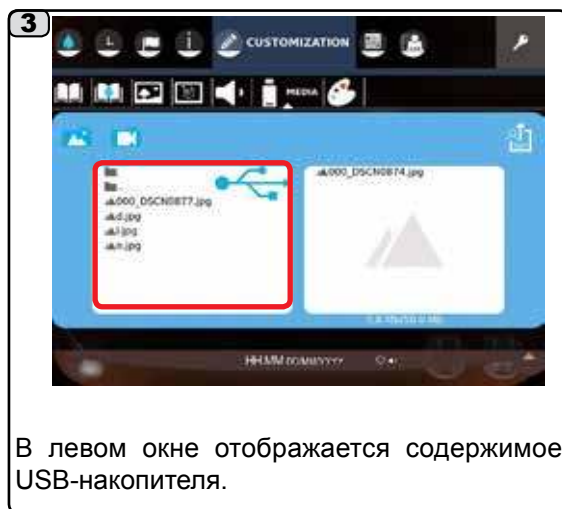 3
CUSTOMIZATION
MEDIA
000_DSCN0877.jpg
000_DSCN0874.jpg
d.jpg
l.jpg
n.jpg
HH:MM DD/MM/YYYY
В левом окне отображается содержимое
USB-накопителя.